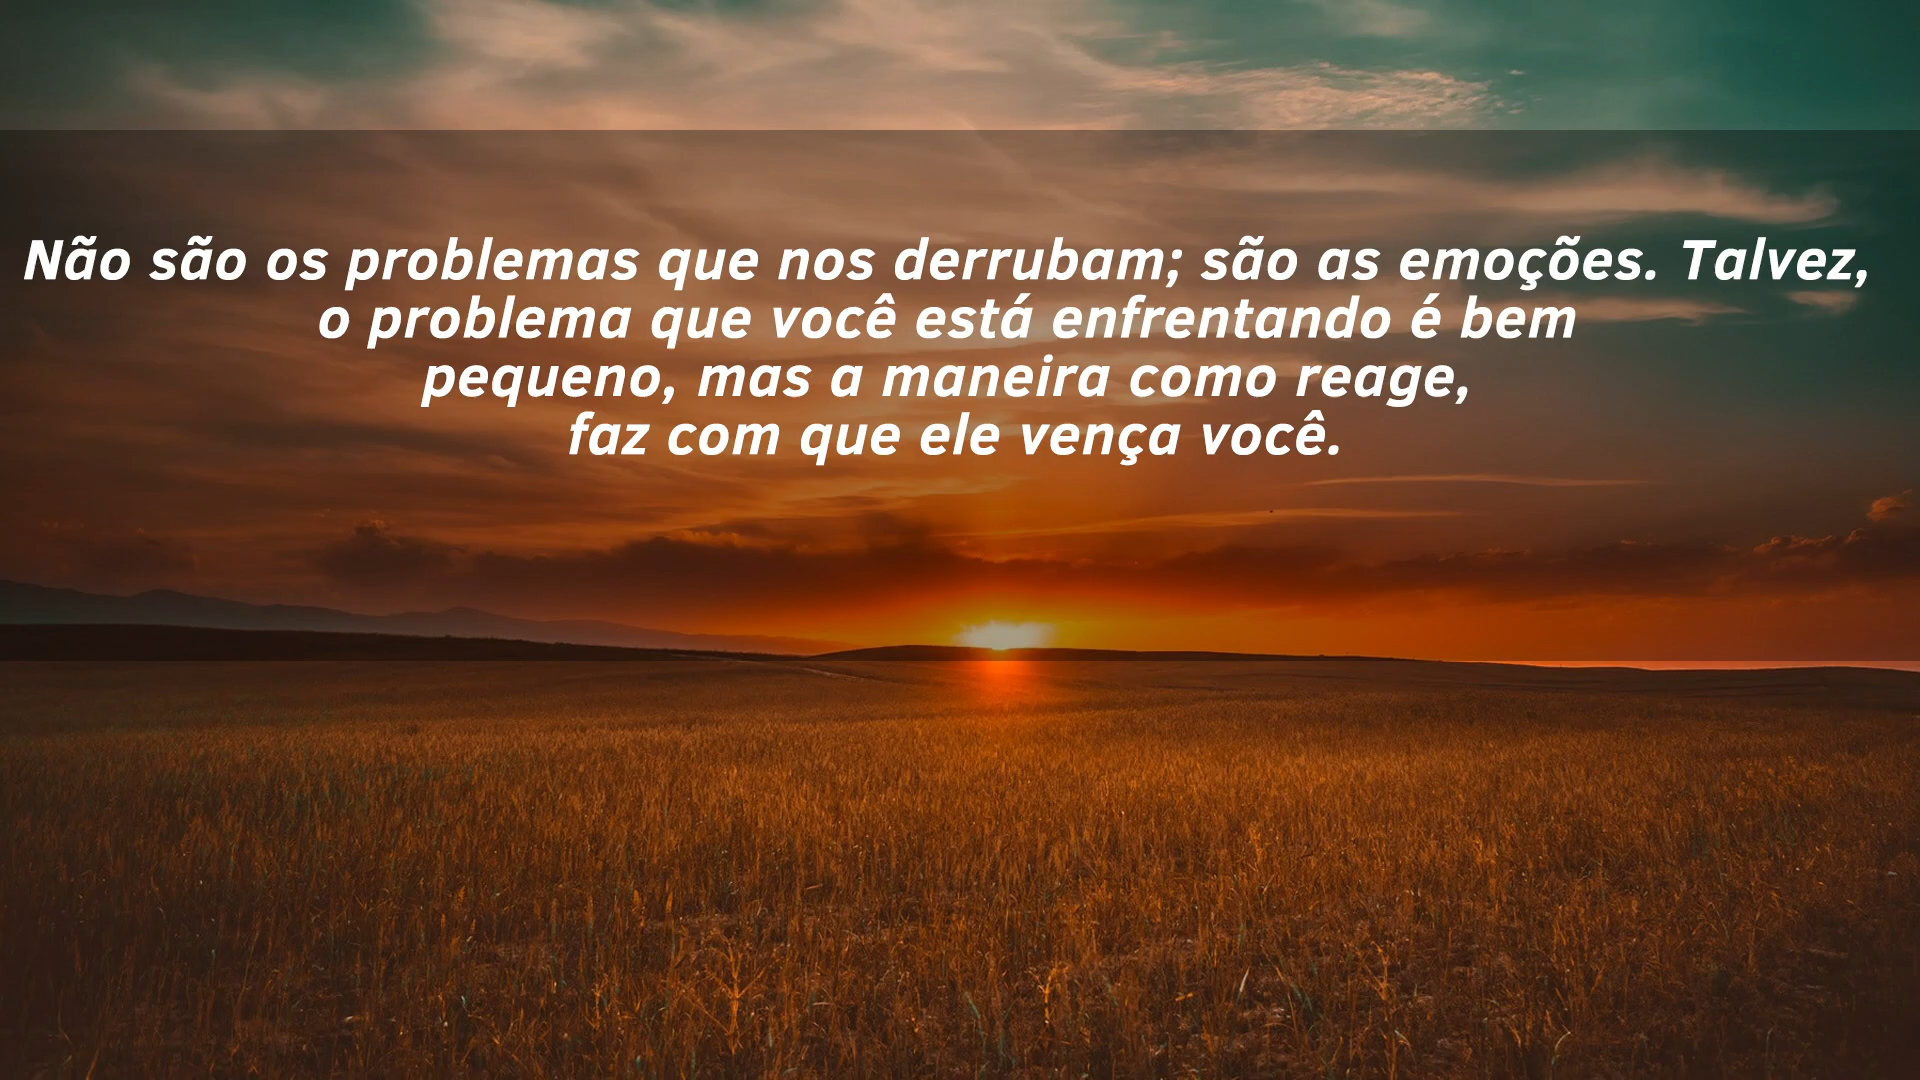 Não são os problemas que nos derrubam; são as emoções. Talvez,
o problema que você está enfrentando é bem
pequeno, mas a maneira como reage,
faz com que ele vença você.